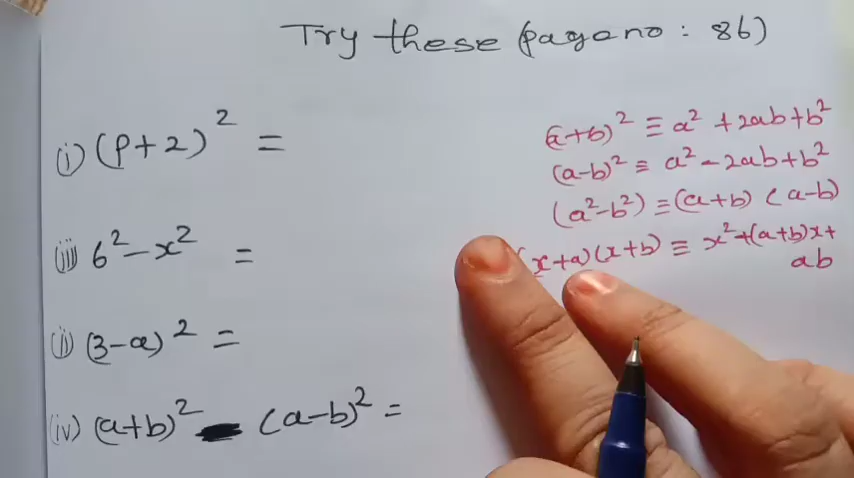 Try these (page no : 86)
(i) (p+2)² =
(iii) 6²-x² =
(ii) (3-a)² =
(iv) (a+b)² - (a-b)² =
(a+b)² ≡ a² +2ab+b²
(a-b)² ≡ a²-2ab+b²
(a²-b²) ≡(a+b) (a-b)
(x+a)(x+b) ≡ x²+(a+b)x+
ab